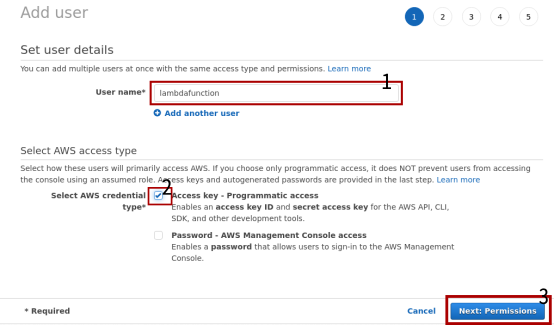 Add user
1 2 3 4 5
Set user details
You can add multiple users at once with the same access type and permissions. Learn more
1
User name* lambdafunction
Add another user
Select AWS access type
Select how these users will primarily access AWS. If you choose only programmatic access, it does NOT prevent users from accessing
the console using an assumed role. Access keys and autogenerated passwords are provided in the last step. Learn more
2
Select AWS credential type* Access key - Programmatic access
Enables an access key ID and secret access key for the AWS API, CLI,
SDK, and other development tools.
Password - AWS Management Console access
Enables a password that allows users to sign-in to the AWS Management
Console.
3
* Required Cancel Next: Permissions